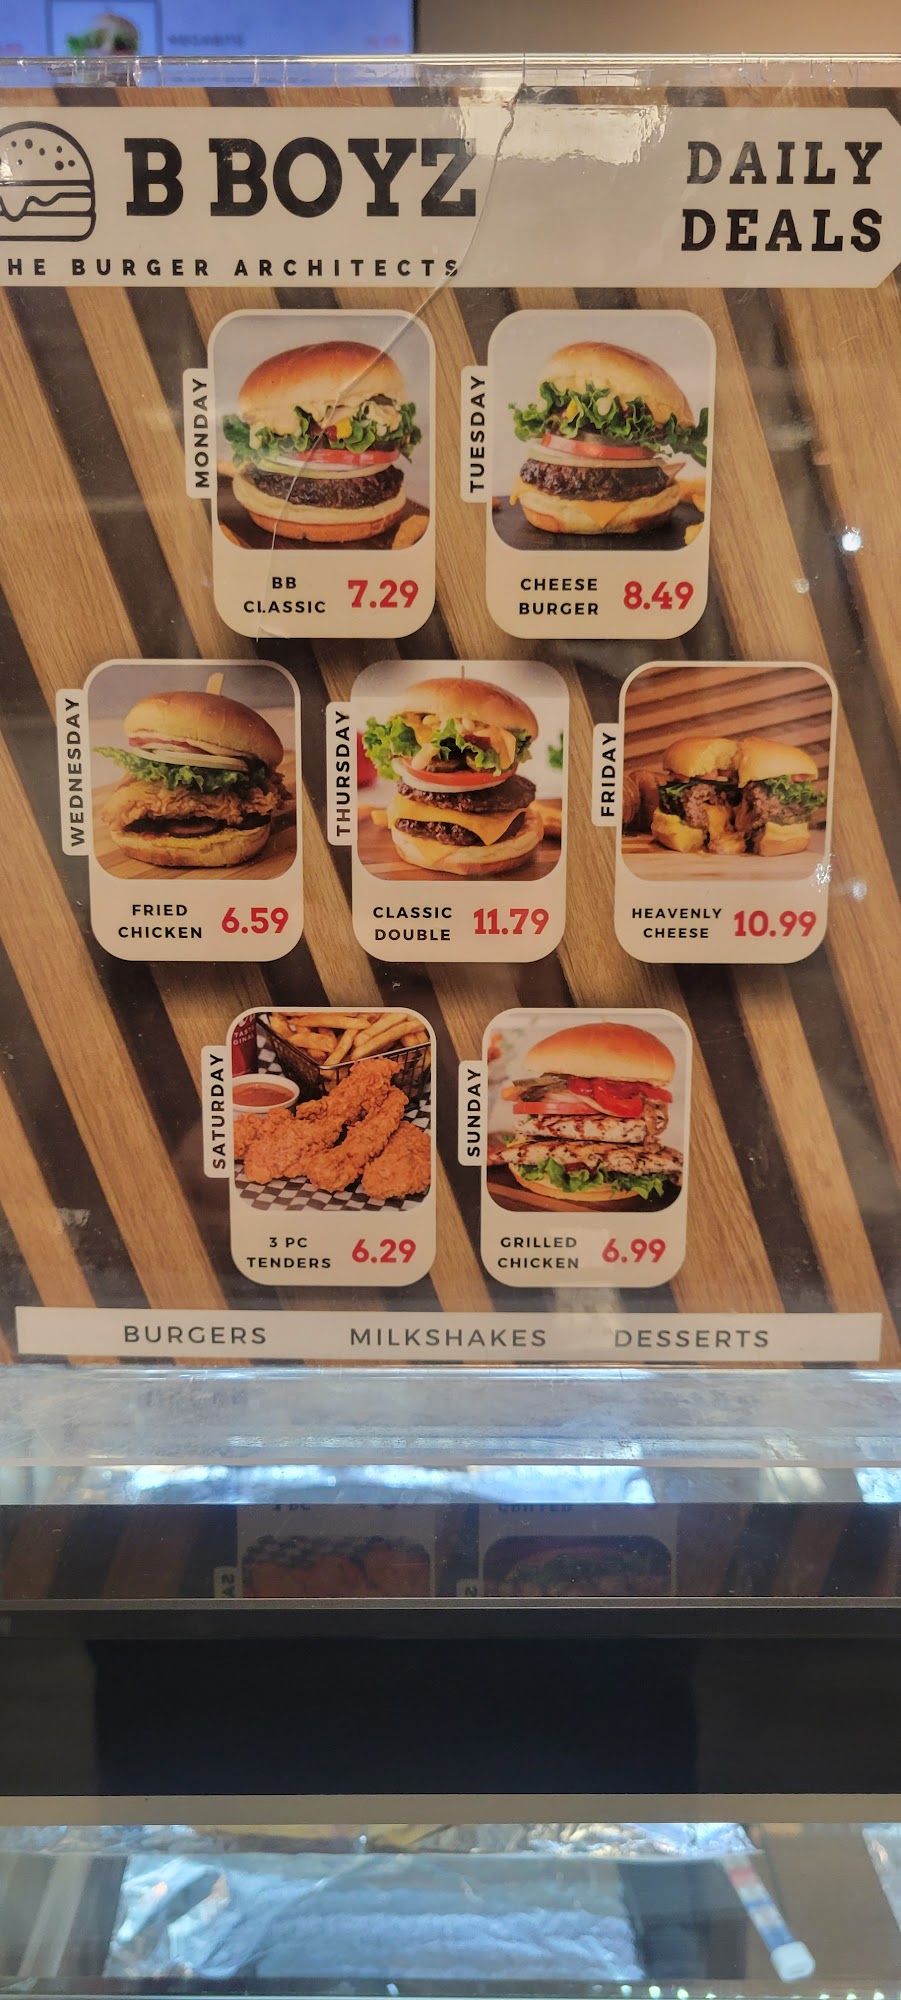 B BOYZ
HE BURGER ARCHITECTS
DAILY
DEALS
MONDAY
BB
CLASSIC
7.29
TUESDAY
CHEESE
BURGER
8.49
WEDNESDAY
FRIED
CHICKEN
6.59
THURSDAY
CLASSIC
DOUBLE
11.79
FRIDAY
HEAVENLY
CHEESE
10.99
SATURDAY
3 PC
TENDERS
6.29
SUNDAY
GRILLED
CHICKEN
6.99
BURGERS MILKSHAKES DESSERTS